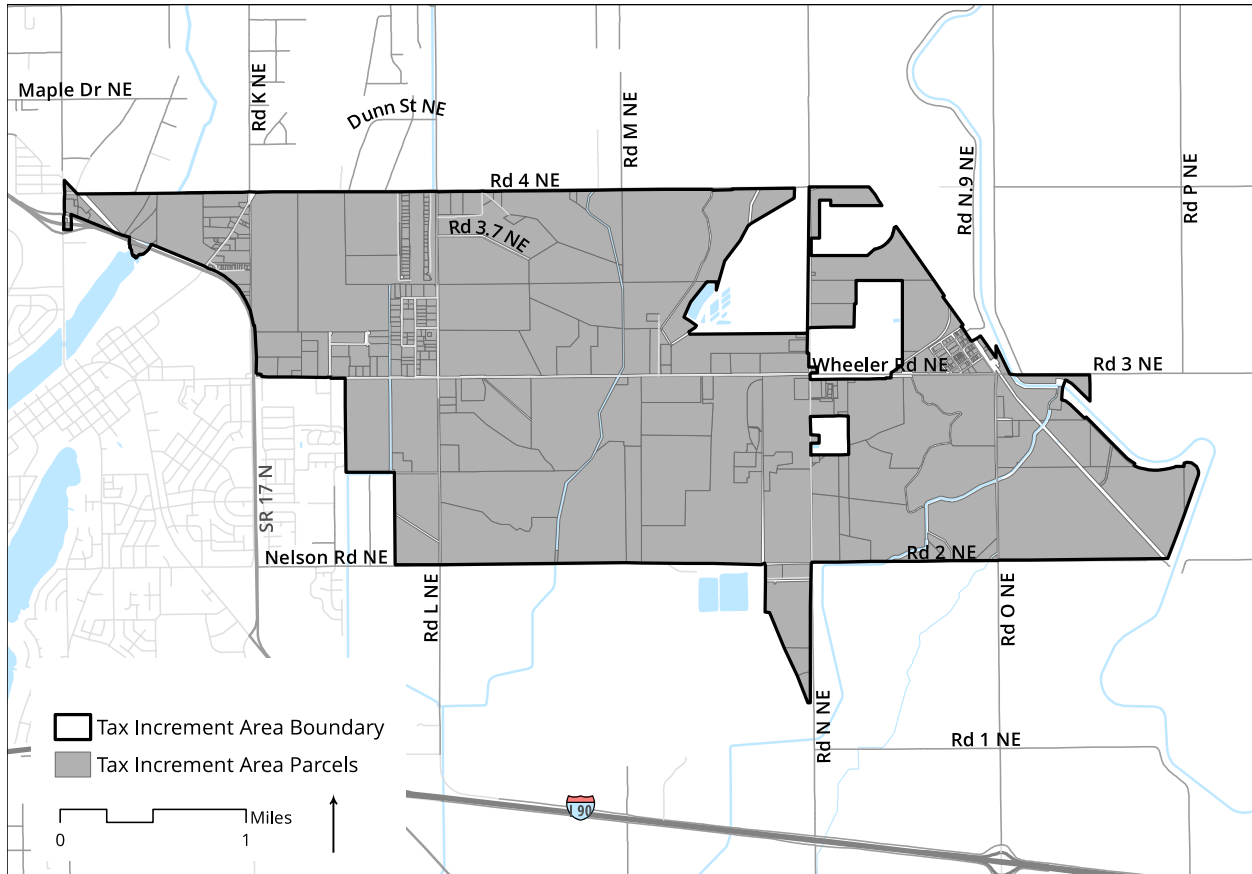 Maple Dr NE
Rd K NE
Dunn St NE
Rd M NE
Rd N.9 NE
Rd P NE
Rd 4 NE
Rd 3.7 NE
Wheeler Rd NE
Rd 3 NE
SR 17 N
Nelson Rd NE
Rd 2 NE
Rd L NE
Rd O NE
Rd N NE
Rd 1 NE
Tax Increment Area Boundary
Tax Increment Area Parcels
Miles
0 1
I 90